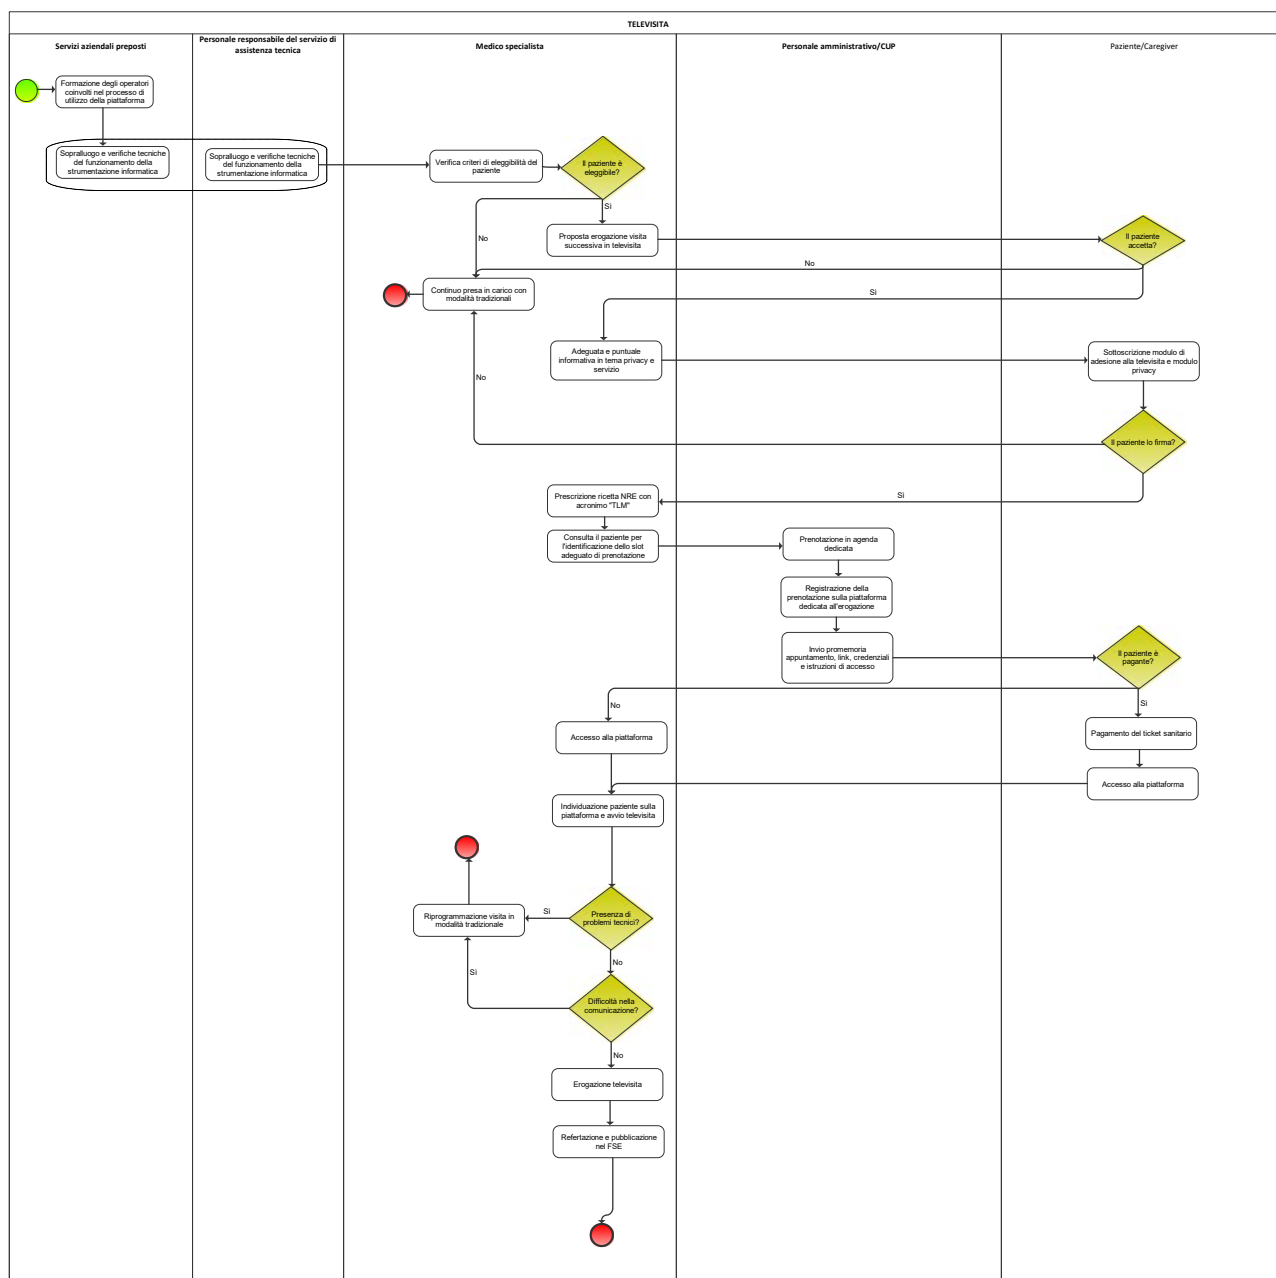 TELEVISITA
Servizi aziendali preposti
Personale responsabile del servizio di
assistenza tecnica
Medico specialista
Personale amministrativo/CUP
Paziente/Caregiver
Formazione degli operatori
coinvolti nel processo di
utilizzo della piattaforma
Sopralluogo e verifiche tecniche
del funzionamento della
strumentazione informatica
Sopralluogo e verifiche tecniche
del funzionamento della
strumentazione informatica
Verifica criteri di eleggibilità del
paziente
Il paziente è
eleggibile?
Sì
No
Proposta erogazione visita
successiva in televisita
Il paziente
accetta?
No
Continuo presa in carico con
modalità tradizionali
Sì
Adeguata e puntuale
informativa in tema privacy e
servizio
Sottoscrizione modulo di
adesione alla televisita e modulo
privacy
No
Il paziente lo firma?
Sì
Prescrizione ricetta NRE con
acronimo "TLM"
Consulta il paziente per
l'identificazione dello slot
adeguato di prenotazione
Prenotazione in agenda
dedicata
Registrazione della
prenotazione sulla piattaforma
dedicata all'erogazione
Invio promemoria
appuntamento, link, credenziali
e istruzioni di accesso
Il paziente è
pagante?
No
Sì
Accesso alla piattaforma
Pagamento del ticket sanitario
Accesso alla piattaforma
Individuazione paziente sulla
piattaforma e avvio televisita
Riprogrammazione visita in
modalità tradizionale
Sì
Presenza di
problemi tecnici?
No
Sì
Difficoltà nella
comunicazione?
No
Erogazione televisita
Refertazione e pubblicazione
nel FSE